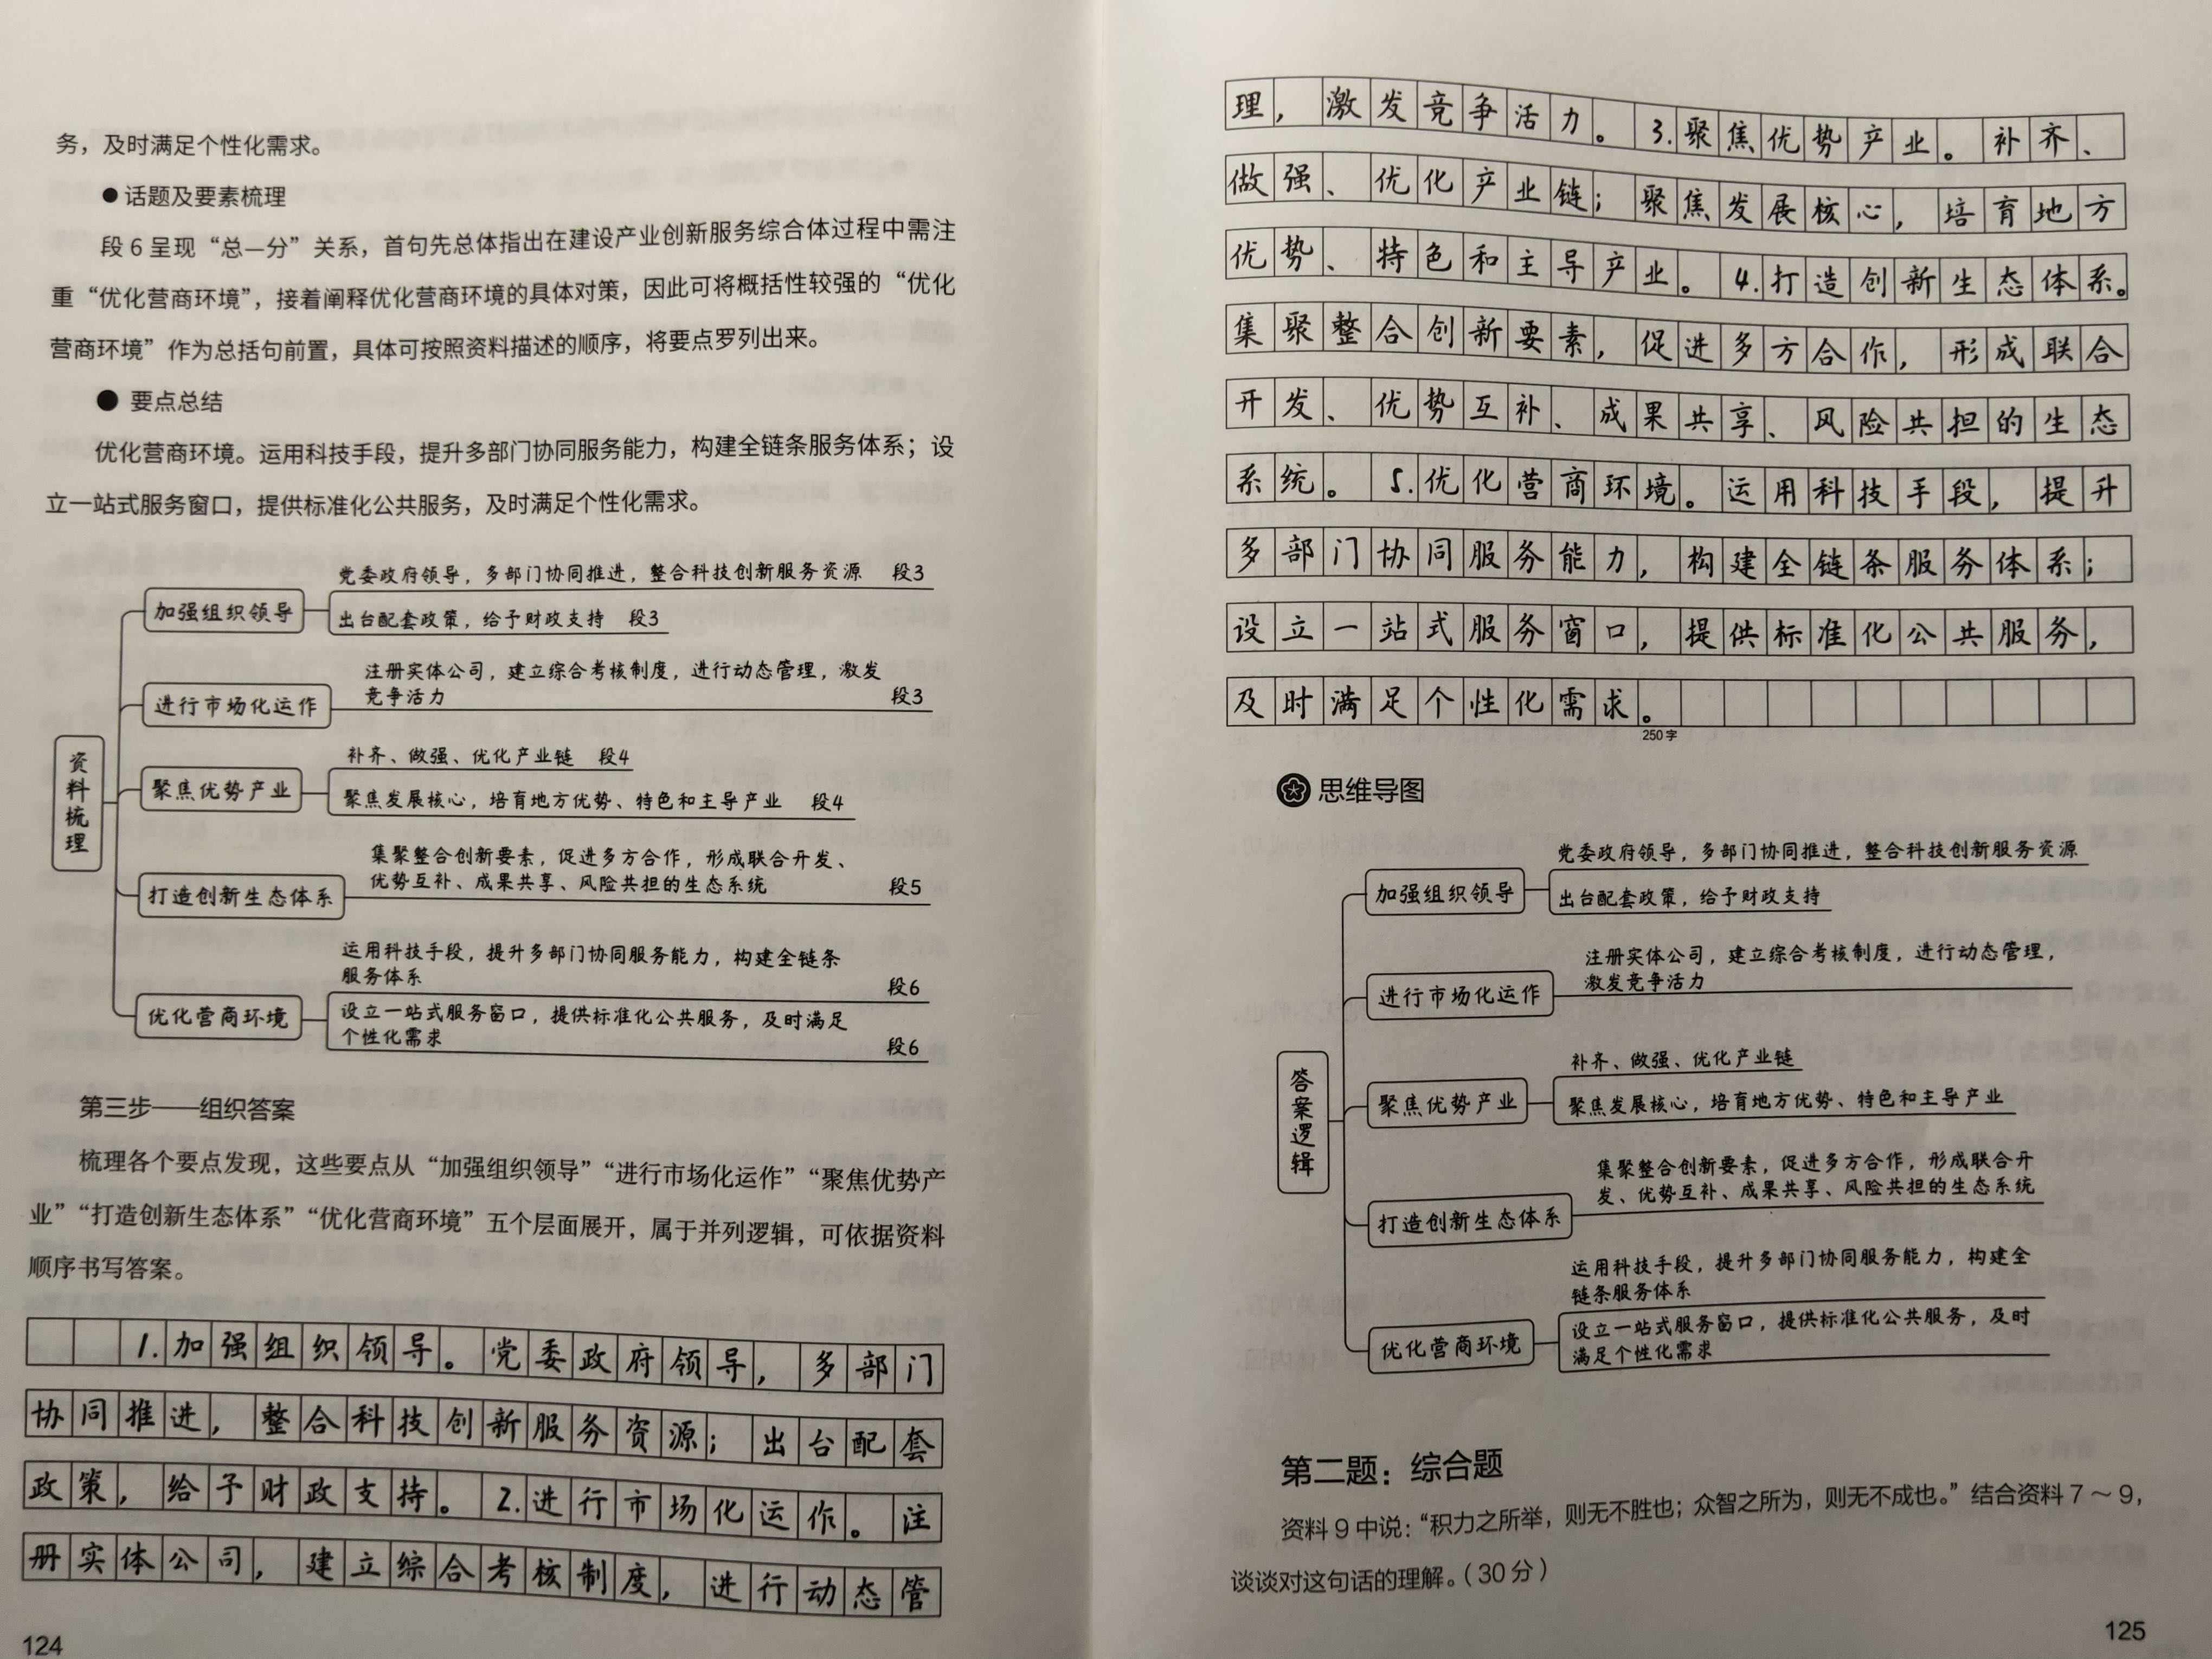 务，及时满足个性化需求。
●话题及要素梳理
段 6 呈现“总—分”关系，首句先总体指出在建设产业创新服务综合体过程中需注
重“优化营商环境”，接着阐释优化营商环境的具体对策，因此可将概括性较强的“优化
营商环境”作为总括句前置，具体可按照资料描述的顺序，将要点罗列出来。
● 要点总结
优化营商环境。运用科技手段，提升多部门协同服务能力，构建全链条服务体系；设
立一站式服务窗口，提供标准化公共服务，及时满足个性化需求。
资料梳理
加强组织领导
党委政府领导，多部门协同推进，整合科技创新服务资源 段3
出台配套政策，给予财政支持 段3
进行市场化运作
注册实体公司，建立综合考核制度，进行动态管理，激发
竞争活力 段3
聚焦优势产业
补齐、做强、优化产业链 段4
聚焦发展核心，培育地方优势、特色和主导产业 段4
打造创新生态体系
集聚整合创新要素，促进多方合作，形成联合开发、
优势互补、成果共享、风险共担的生态系统 段5
优化营商环境
运用科技手段，提升多部门协同服务能力，构建全链条
服务体系 段6
设立一站式服务窗口，提供标准化公共服务，及时满足
个性化需求 段6
第三步——组织答案
梳理各个要点发现，这些要点从“加强组织领导”“进行市场化运作”“聚焦优势产
业”“打造创新生态体系”“优化营商环境”五个层面展开，属于并列逻辑，可依据资料
顺序书写答案。
1.加强组织领导。党委政府领导，多部门
协同推进，整合科技创新服务资源；出台配套
政策，给予财政支持。2.进行市场化运作。注
册实体公司，建立综合考核制度，进行动态管
124
理，激发竞争活力。3.聚焦优势产业。补齐、
做强、优化产业链；聚焦发展核心，培育地方
优势、特色和主导产业。4.打造创新生态体系。
集聚整合创新要素，促进多方合作，形成联合
开发、优势互补、成果共享、风险共担的生态
系统。5.优化营商环境。运用科技手段，提升
多部门协同服务能力，构建全链条服务体系；
设立一站式服务窗口，提供标准化公共服务，
及时满足个性化需求。
250 字
思维导图
答案逻辑
加强组织领导
党委政府领导，多部门协同推进，整合科技创新服务资源
出台配套政策，给予财政支持
进行市场化运作
注册实体公司，建立综合考核制度，进行动态管理，
激发竞争活力
聚焦优势产业
补齐、做强、优化产业链
聚焦发展核心，培育地方优势、特色和主导产业
打造创新生态体系
集聚整合创新要素，促进多方合作，形成联合开
发、优势互补、成果共享、风险共担的生态系统
优化营商环境
运用科技手段，提升多部门协同服务能力，构建全
链条服务体系
设立一站式服务窗口，提供标准化公共服务，及时
满足个性化需求
第二题：综合题
资料 9 中说：“积力之所举，则无不胜也；众智之所为，则无不成也。”结合资料 7～9，
谈谈对这句话的理解。（30 分）
125